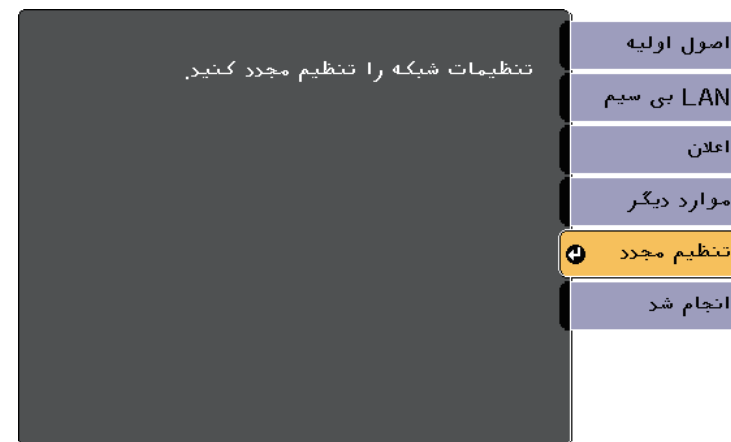 اصول اولیه
LAN بی سیم
اعلان
موارد دیگر
تنظیم مجدد
انجام شد
تنظیمات شبکه را تنظیم مجدد کنید.